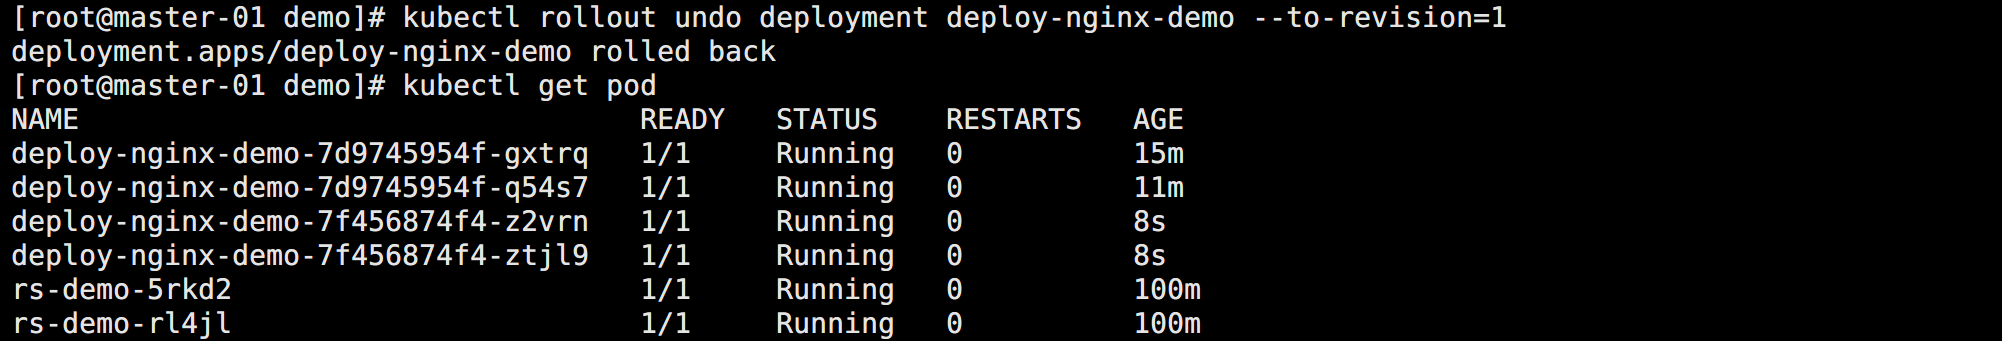 [root@master-01 demo]# kubectl rollout undo deployment deploy-nginx-demo --to-revision=1
deployment.apps/deploy-nginx-demo rolled back
[root@master-01 demo]# kubectl get pod
NAME                                 READY   STATUS    RESTARTS   AGE
deploy-nginx-demo-7d9745954f-gxtrq   1/1     Running   0          15m
deploy-nginx-demo-7d9745954f-q54s7   1/1     Running   0          11m
deploy-nginx-demo-7f456874f4-z2vrn   1/1     Running   0          8s
deploy-nginx-demo-7f456874f4-ztjl9   1/1     Running   0          8s
rs-demo-5rkd2                        1/1     Running   0          100m
rs-demo-rl4jl                        1/1     Running   0          100m